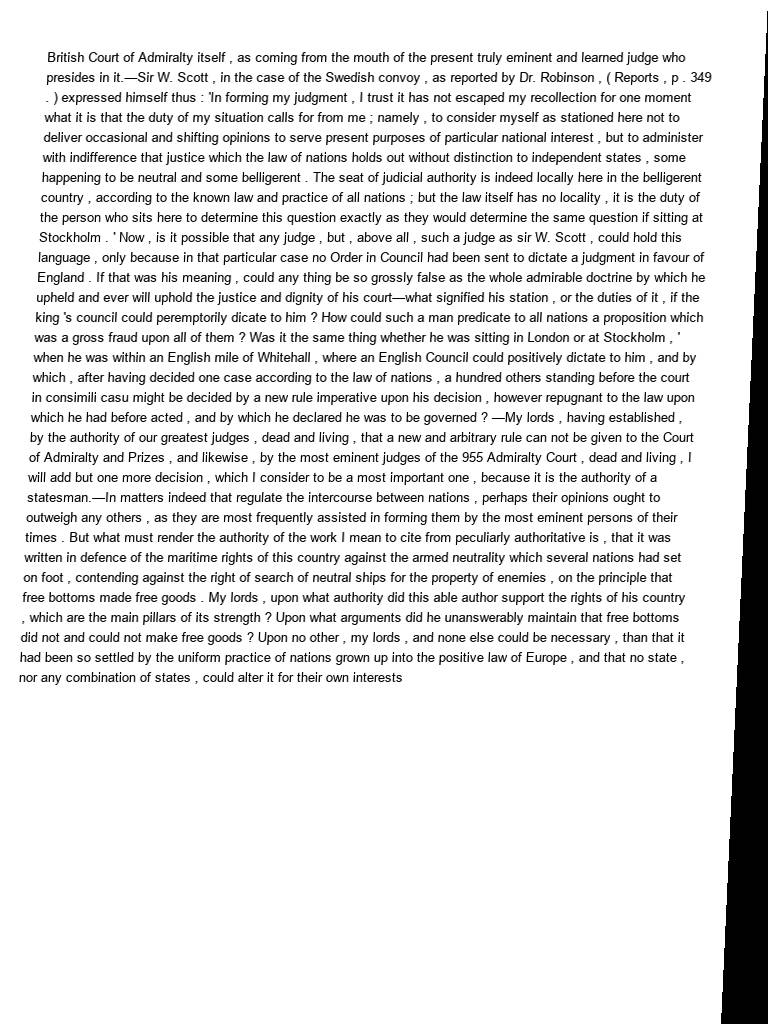 British Court of Admiralty itself , as coming from the mouth of the present truly eminent and learned judge who
presides in it.—Sir W. Scott , in the case of the Swedish convoy , as reported by Dr. Robinson , ( Reports , p . 349
. ) expressed himself thus : 'In forming my judgment , I trust it has not escaped my recollection for one moment
what it is that the duty of my situation calls for from me ; namely , to consider myself as stationed here not to
deliver occasional and shifting opinions to serve present purposes of particular national interest , but to administer
with indifference that justice which the law of nations holds out without distinction to independent states , some
happening to be neutral and some belligerent . The seat of judicial authority is indeed locally here in the belligerent
country , according to the known law and practice of all nations ; but the law itself has no locality , it is the duty of
the person who sits here to determine this question exactly as they would determine the same question if sitting at
Stockholm . ' Now , is it possible that any judge , but , above all , such a judge as sir W. Scott , could hold this
language , only because in that particular case no Order in Council had been sent to dictate a judgment in favour of
England . If that was his meaning , could any thing be so grossly false as the whole admirable doctrine by which he
upheld and ever will uphold the justice and dignity of his court—what signified his station , or the duties of it , if the
king 's council could peremptorily dicate to him ? How could such a man predicate to all nations a proposition which
was a gross fraud upon all of them ? Was it the same thing whether he was sitting in London or at Stockholm , '
when he was within an English mile of Whitehall , where an English Council could positively dictate to him , and by
which , after having decided one case according to the law of nations , a hundred others standing before the court
in consimili casu might be decided by a new rule imperative upon his decision , however repugnant to the law upon
which he had before acted , and by which he declared he was to be governed ? —My lords , having established ,
by the authority of our greatest judges , dead and living , that a new and arbitrary rule can not be given to the Court
of Admiralty and Prizes , and likewise , by the most eminent judges of the 955 Admiralty Court , dead and living , I
will add but one more decision , which I consider to be a most important one , because it is the authority of a
statesman.—In matters indeed that regulate the intercourse between nations , perhaps their opinions ought to
outweigh any others , as they are most frequently assisted in forming them by the most eminent persons of their
times . But what must render the authority of the work I mean to cite from peculiarly authoritative is , that it was
written in defence of the maritime rights of this country against the armed neutrality which several nations had set
on foot , contending against the right of search of neutral ships for the property of enemies , on the principle that
free bottoms made free goods . My lords , upon what authority did this able author support the rights of his country
, which are the main pillars of its strength ? Upon what arguments did he unanswerably maintain that free bottoms
did not and could not make free goods ? Upon no other , my lords , and none else could be necessary , than that it
had been so settled by the uniform practice of nations grown up into the positive law of Europe , and that no state ,
nor any combination of states , could alter it for their own interests